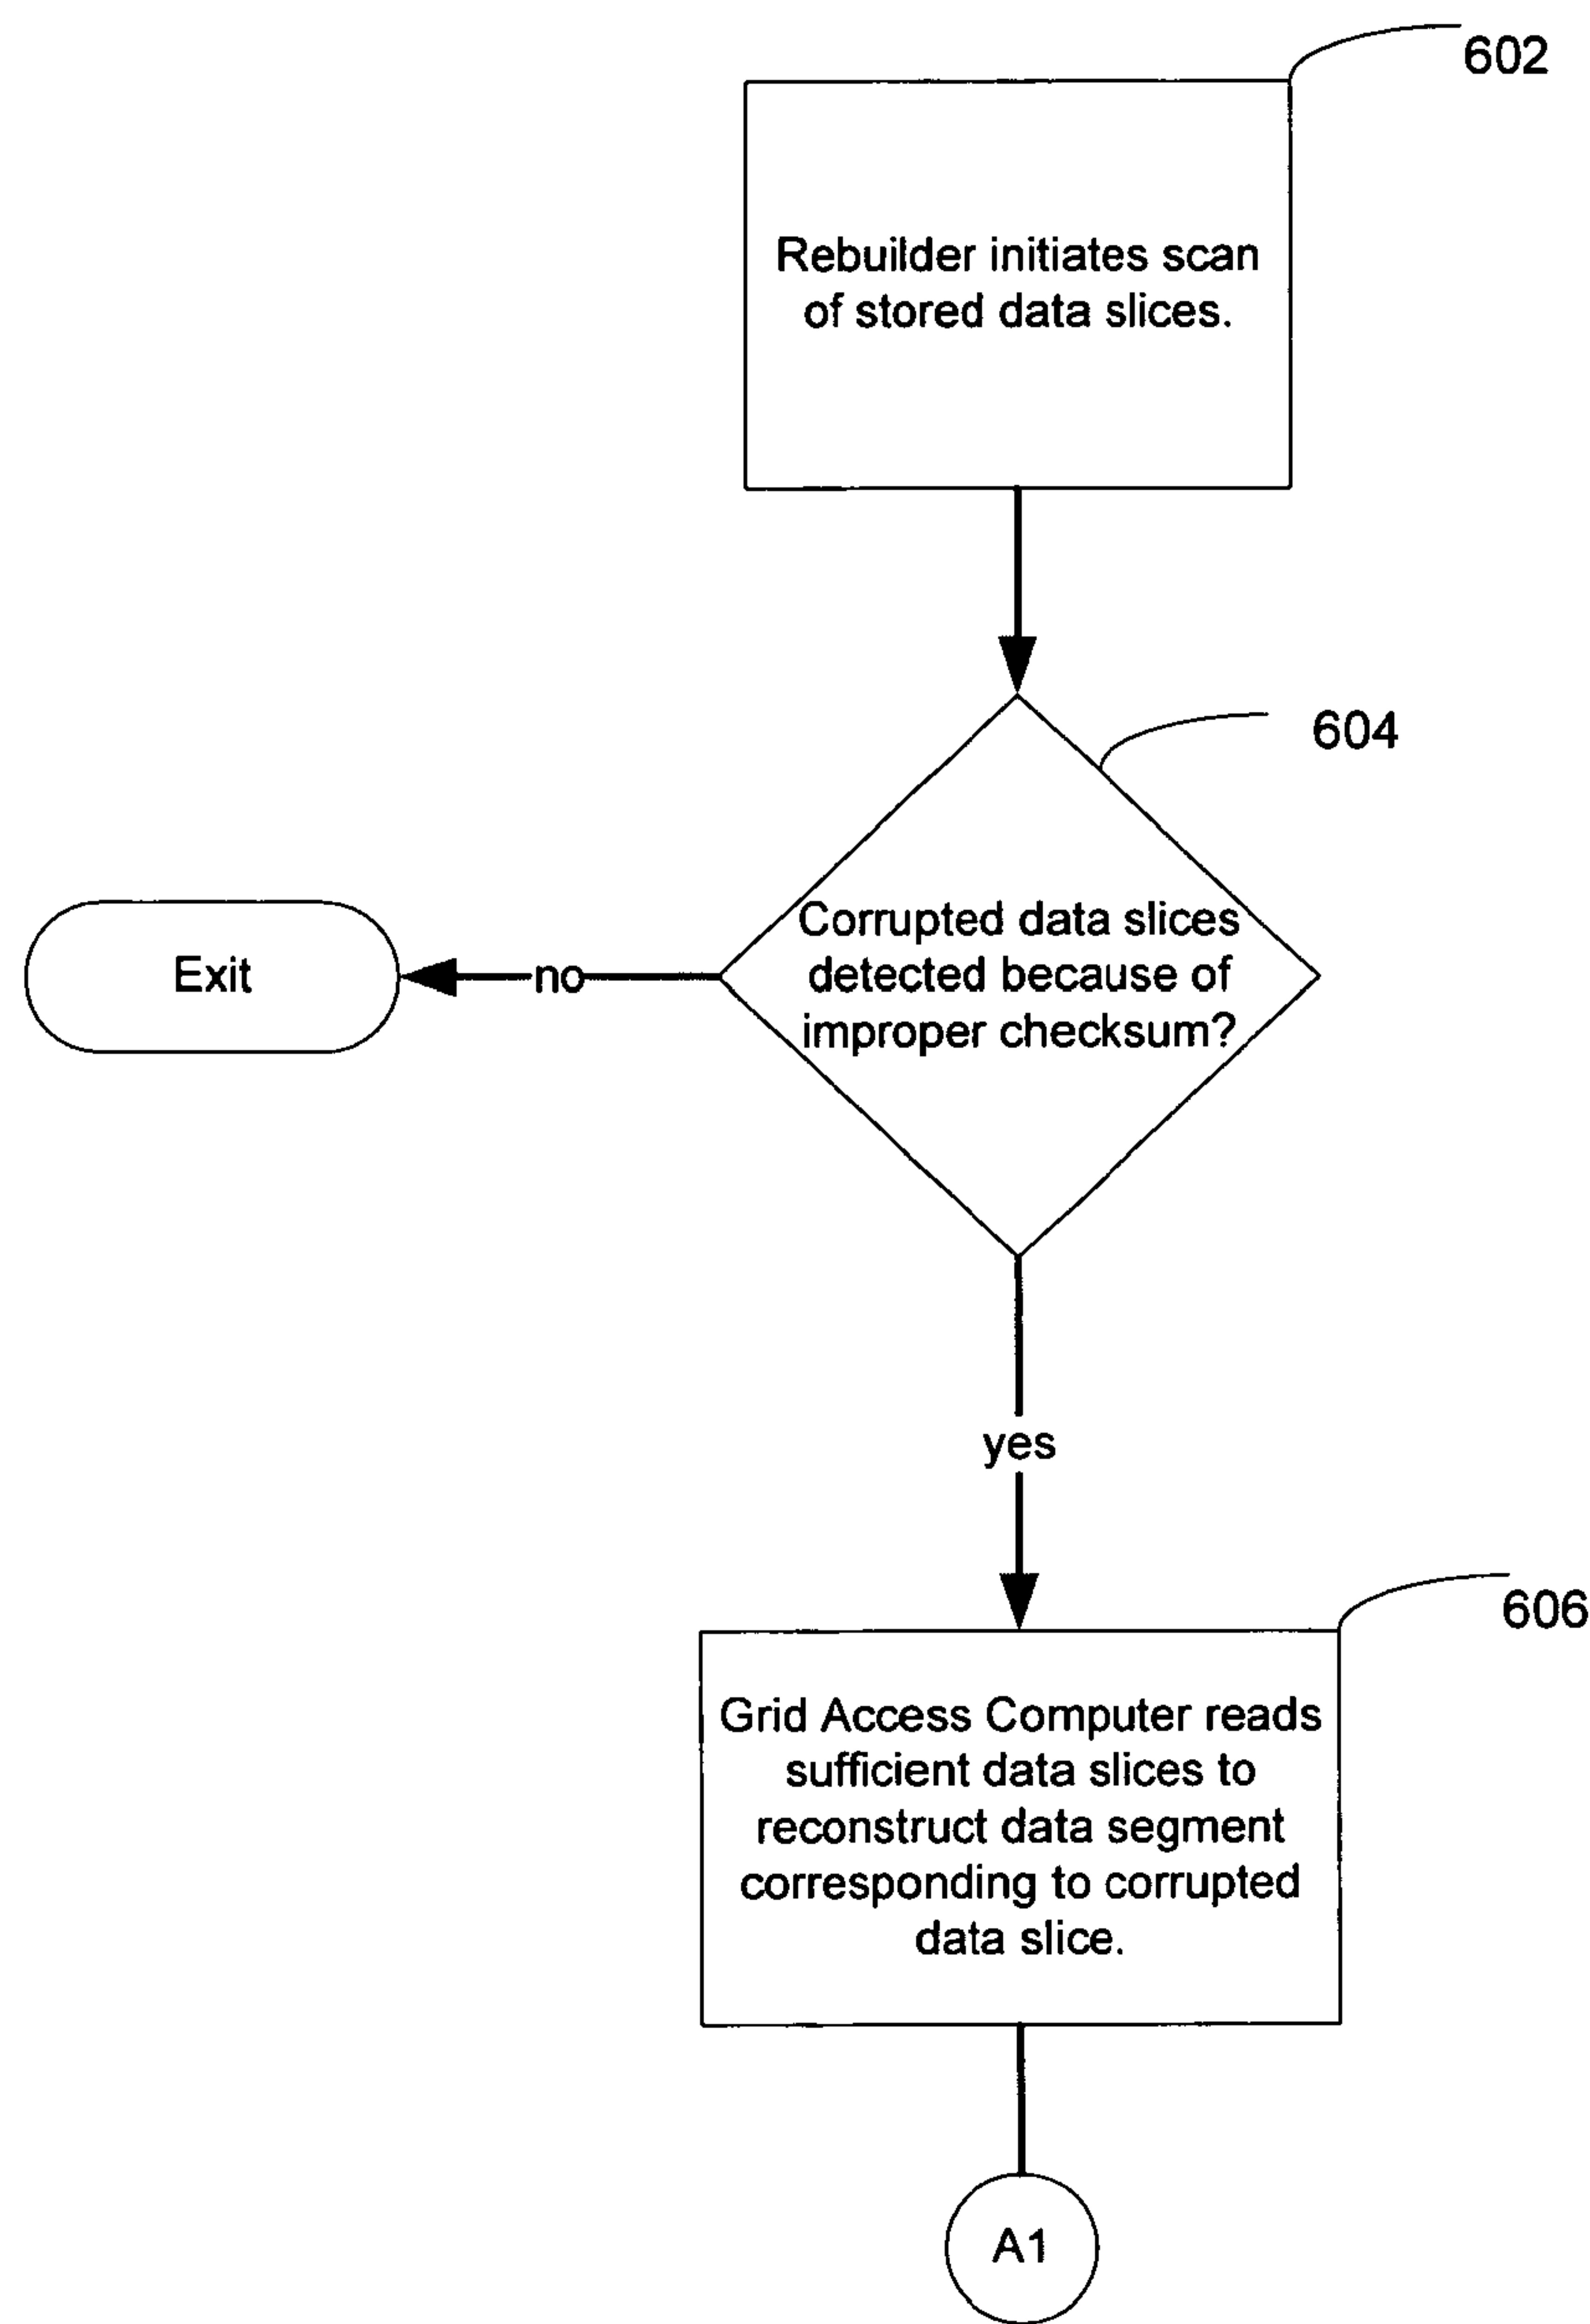 602
Rebuilder initiates scan
of stored data slices.
604
Corrupted data slices
detected because of
improper checksum?
no
Exit
yes
606
Grid Access Computer reads
sufficient data slices to
reconstruct data segment
corresponding to corrupted
data slice.
A1